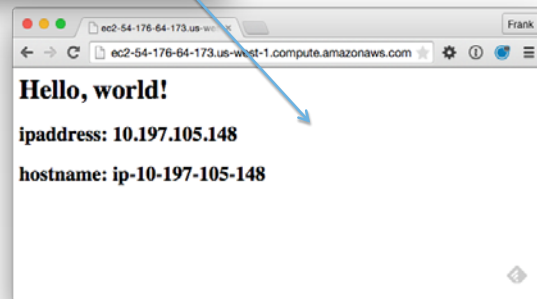 Frank
ec2-54-176-64-173.us-we
ec2-54-176-64-173.us-west-1.compute.amazonaws.com
Hello, world!
ipaddress: 10.197.105.148
hostname: ip-10-197-105-148